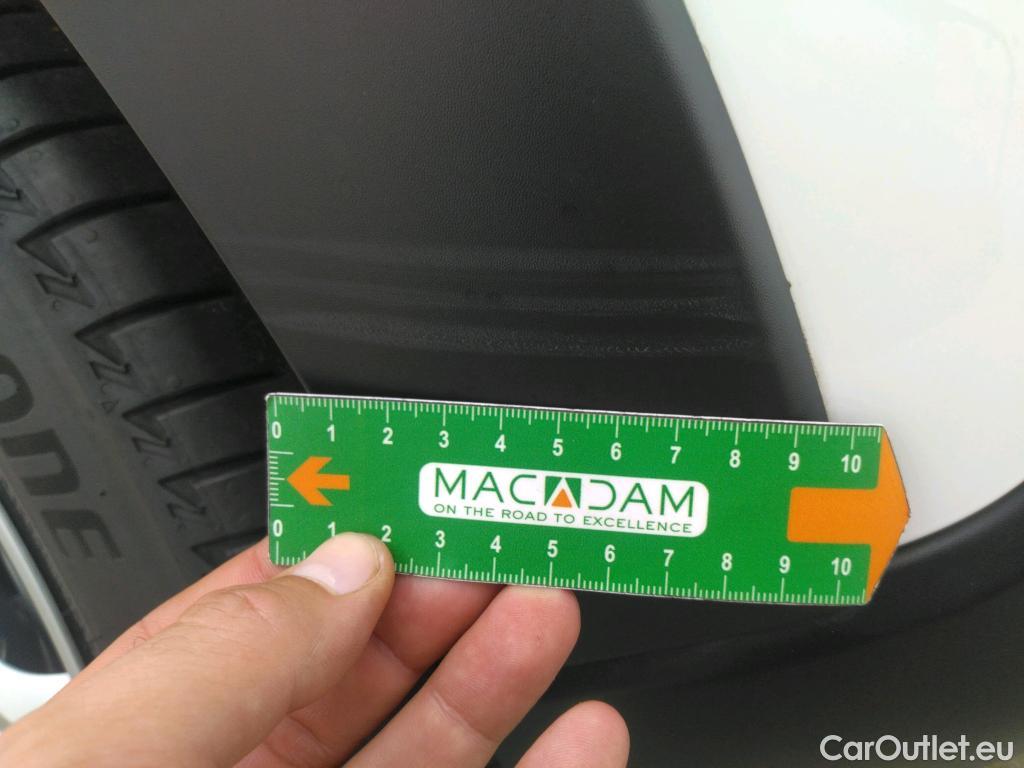 ONE
0 1 2 3 4 5 6 7 8 9 10
MACADAM
ON THE ROAD TO EXCELLENCE
0 1 2 3 4 5 6 7 8 9 10
CarOutlet.eu